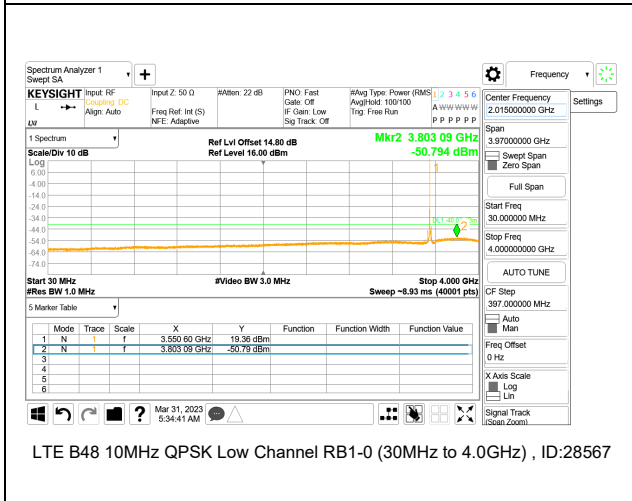 Spectrum Analyzer 1
Swept SA
+
Frequency
KEYSIGHT Input: RF Input Z: 50 Ω #Atten: 22 dB PNO: Fast #Avg Type: Power (RMS 1 2 3 4 5 6
L Coupling: DC Gate: Off Avg|Hold: 100/100 A W W W W W
Align: Auto Freq Ref: Int (S) IF Gain: Low Trig: Free Run
LXI NFE: Adaptive Sig Track: Off P P P P P P
1 Spectrum Ref Lvl Offset 14.80 dB Mkr2 3.803 09 GHz
Scale/Div 10 dB Ref Level 16.00 dBm -50.794 dBm
Log
6.00
-4.00
-14.0
-24.0
-34.0
-44.0
-54.0
-64.0
-74.0
1
2
Start 30 MHz #Video BW 3.0 MHz Stop 4.000 GHz
#Res BW 1.0 MHz Sweep ~8.93 ms (40001 pts)
5 Marker Table
Mode Trace Scale X Y Function Function Width Function Value
1 N 1 f 3.550 60 GHz 19.36 dBm
2 N 1 f 3.803 09 GHz -50.79 dBm
3
4
5
6
? Mar 31, 2023
5:34:41 AM
Center Frequency
2.015000000 GHz
Settings
Span
3.97000000 GHz
Swept Span
Zero Span
Full Span
Start Freq
30.000000 MHz
Stop Freq
4.000000000 GHz
AUTO TUNE
CF Step
397.000000 MHz
Auto
Man
Freq Offset
0 Hz
X Axis Scale
Log
Lin
Signal Track
(Span Zoom)
LTE B48 10MHz QPSK Low Channel RB1-0 (30MHz to 4.0GHz) , ID:28567